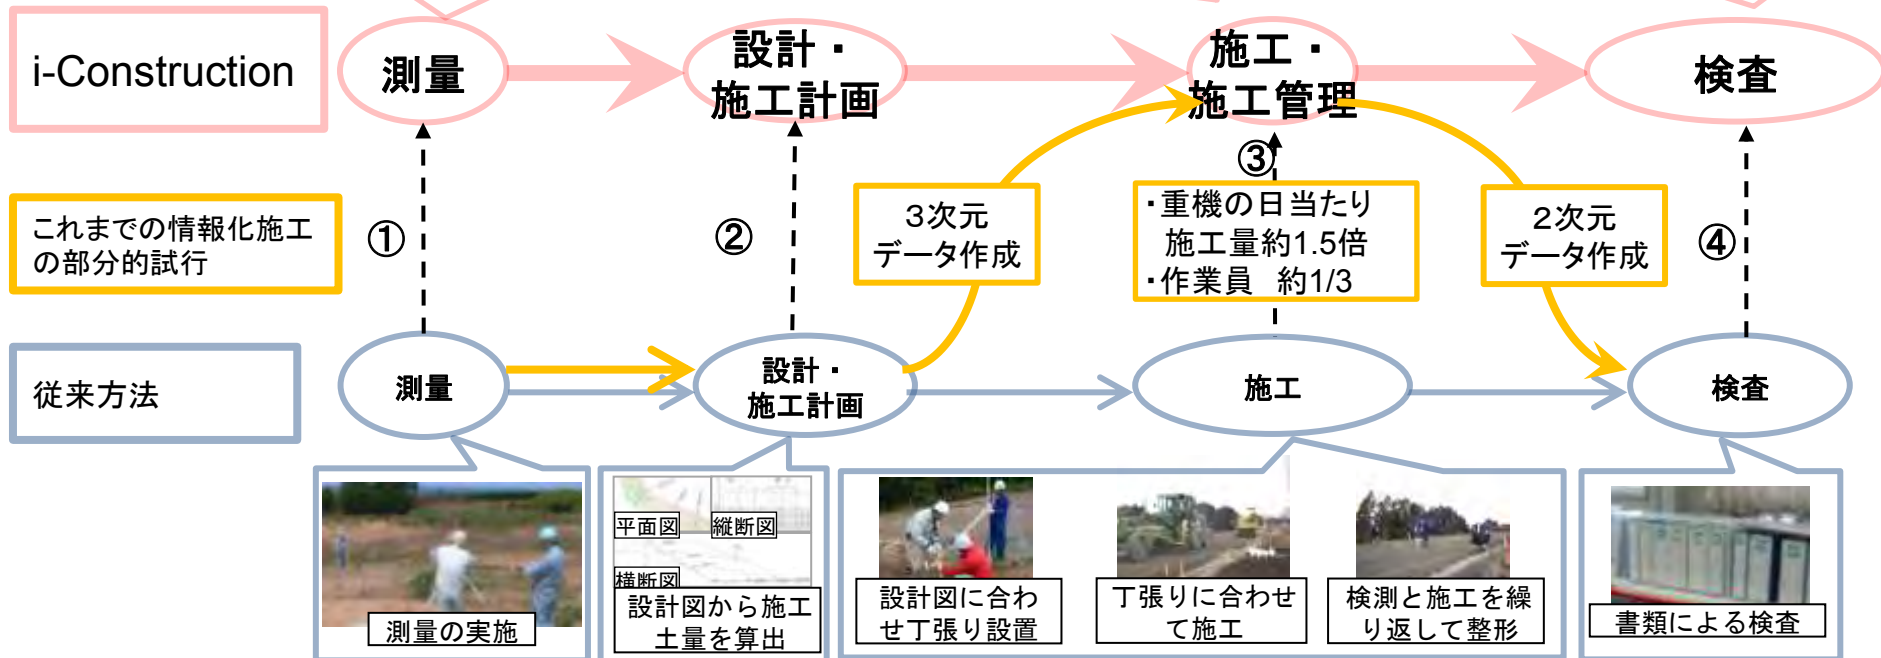 i-Construction
測量
設計・
施工計画
施工・
施工管理
検査
これまでの情報化施工
の部分的試行
①
②
3次元
データ作成
③
・重機の日当たり
施工量約1.5倍
・作業員 約1/3
2次元
データ作成
④
従来方法
測量
設計・
施工計画
施工
検査
測量の実施
平面図
縦断図
横断図
設計図から施工
土量を算出
設計図に合わ
せ丁張り設置
丁張りに合わせ
て施工
検測と施工を繰
り返して整形
書類による検査